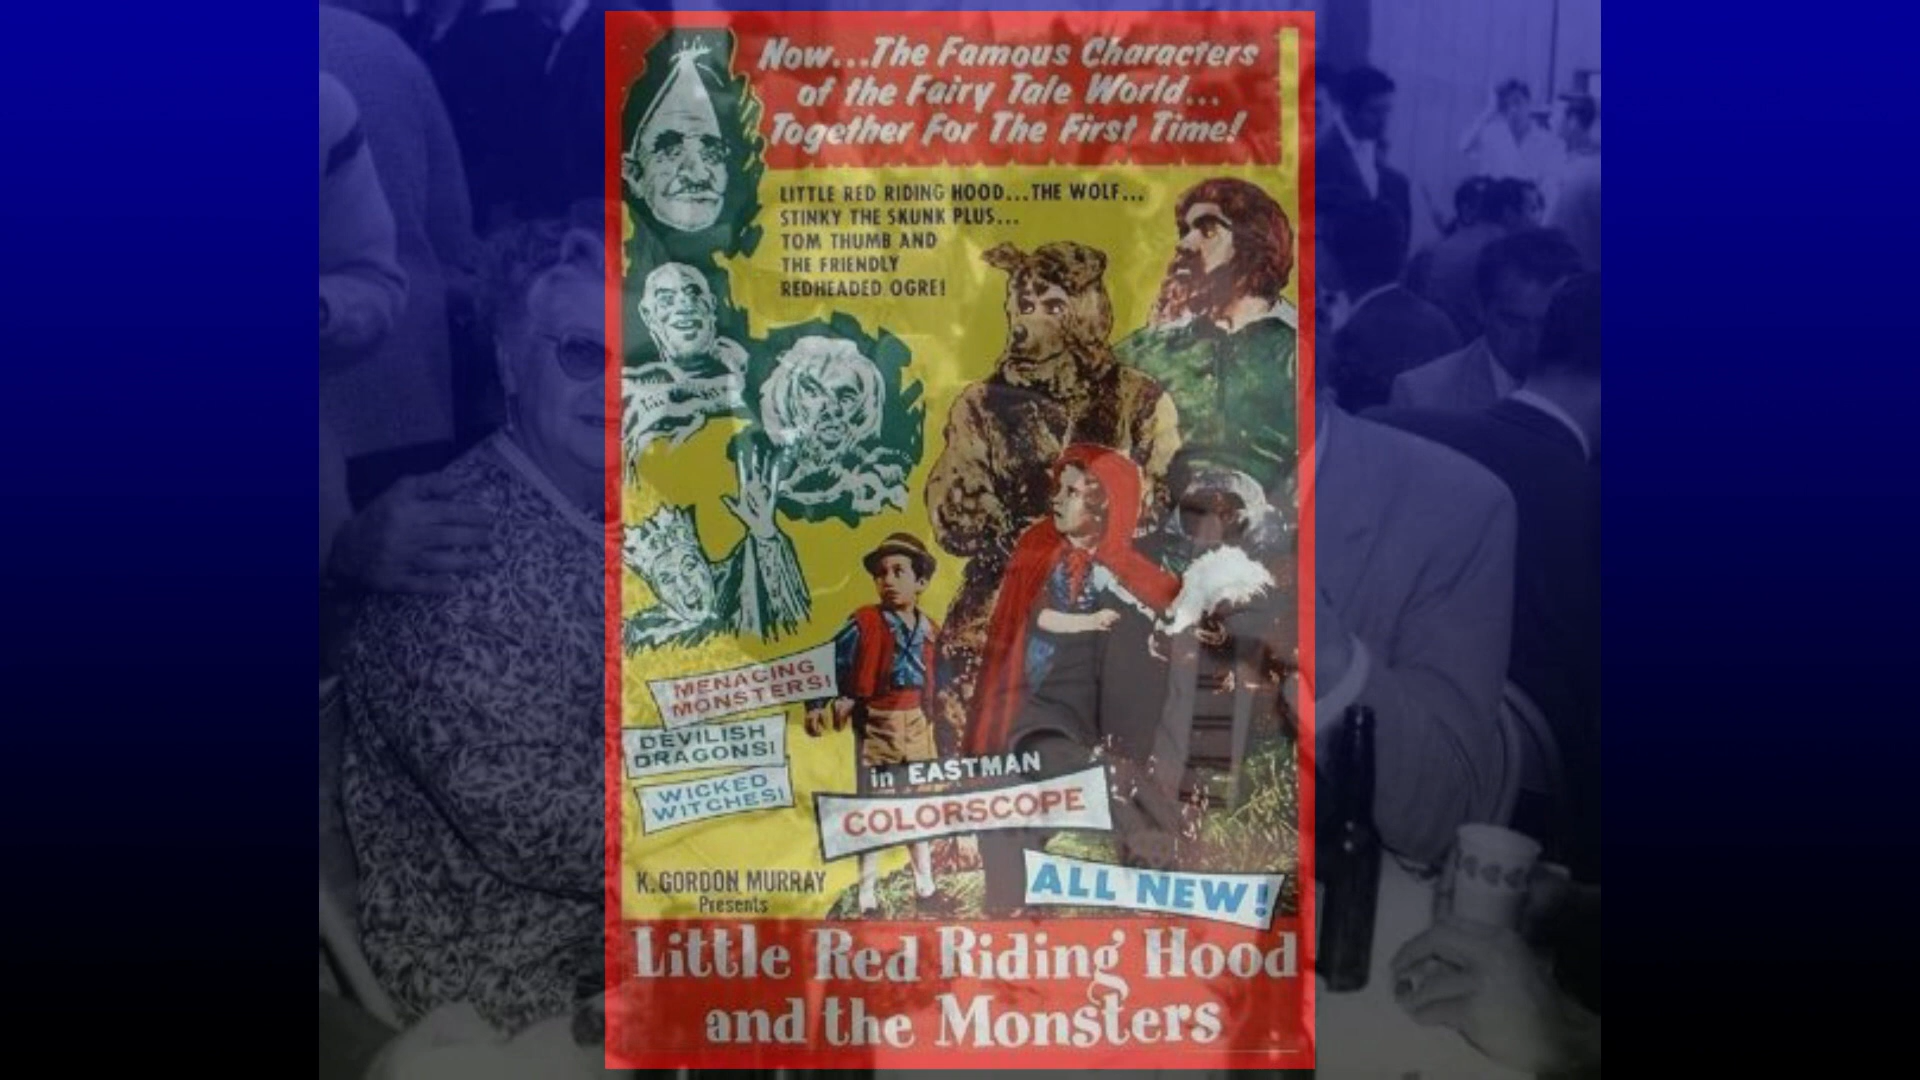 Now...The Famous Characters
of the Fairy Tale World...
Together For The First Time!
LITTLE RED RIDING HOOD...THE WOLF...
STINKY THE SKUNK PLUS...
TOM THUMB AND
THE FRIENDLY
REDHEADED OGRE!
MENACING
MONSTERS!
DEVILISH
DRAGONS!
WICKED
WITCHES!
in EASTMAN
COLORSCOPE
K. GORDON MURRAY
Presents
ALL NEW!
Little Red Riding Hood
and the Monsters